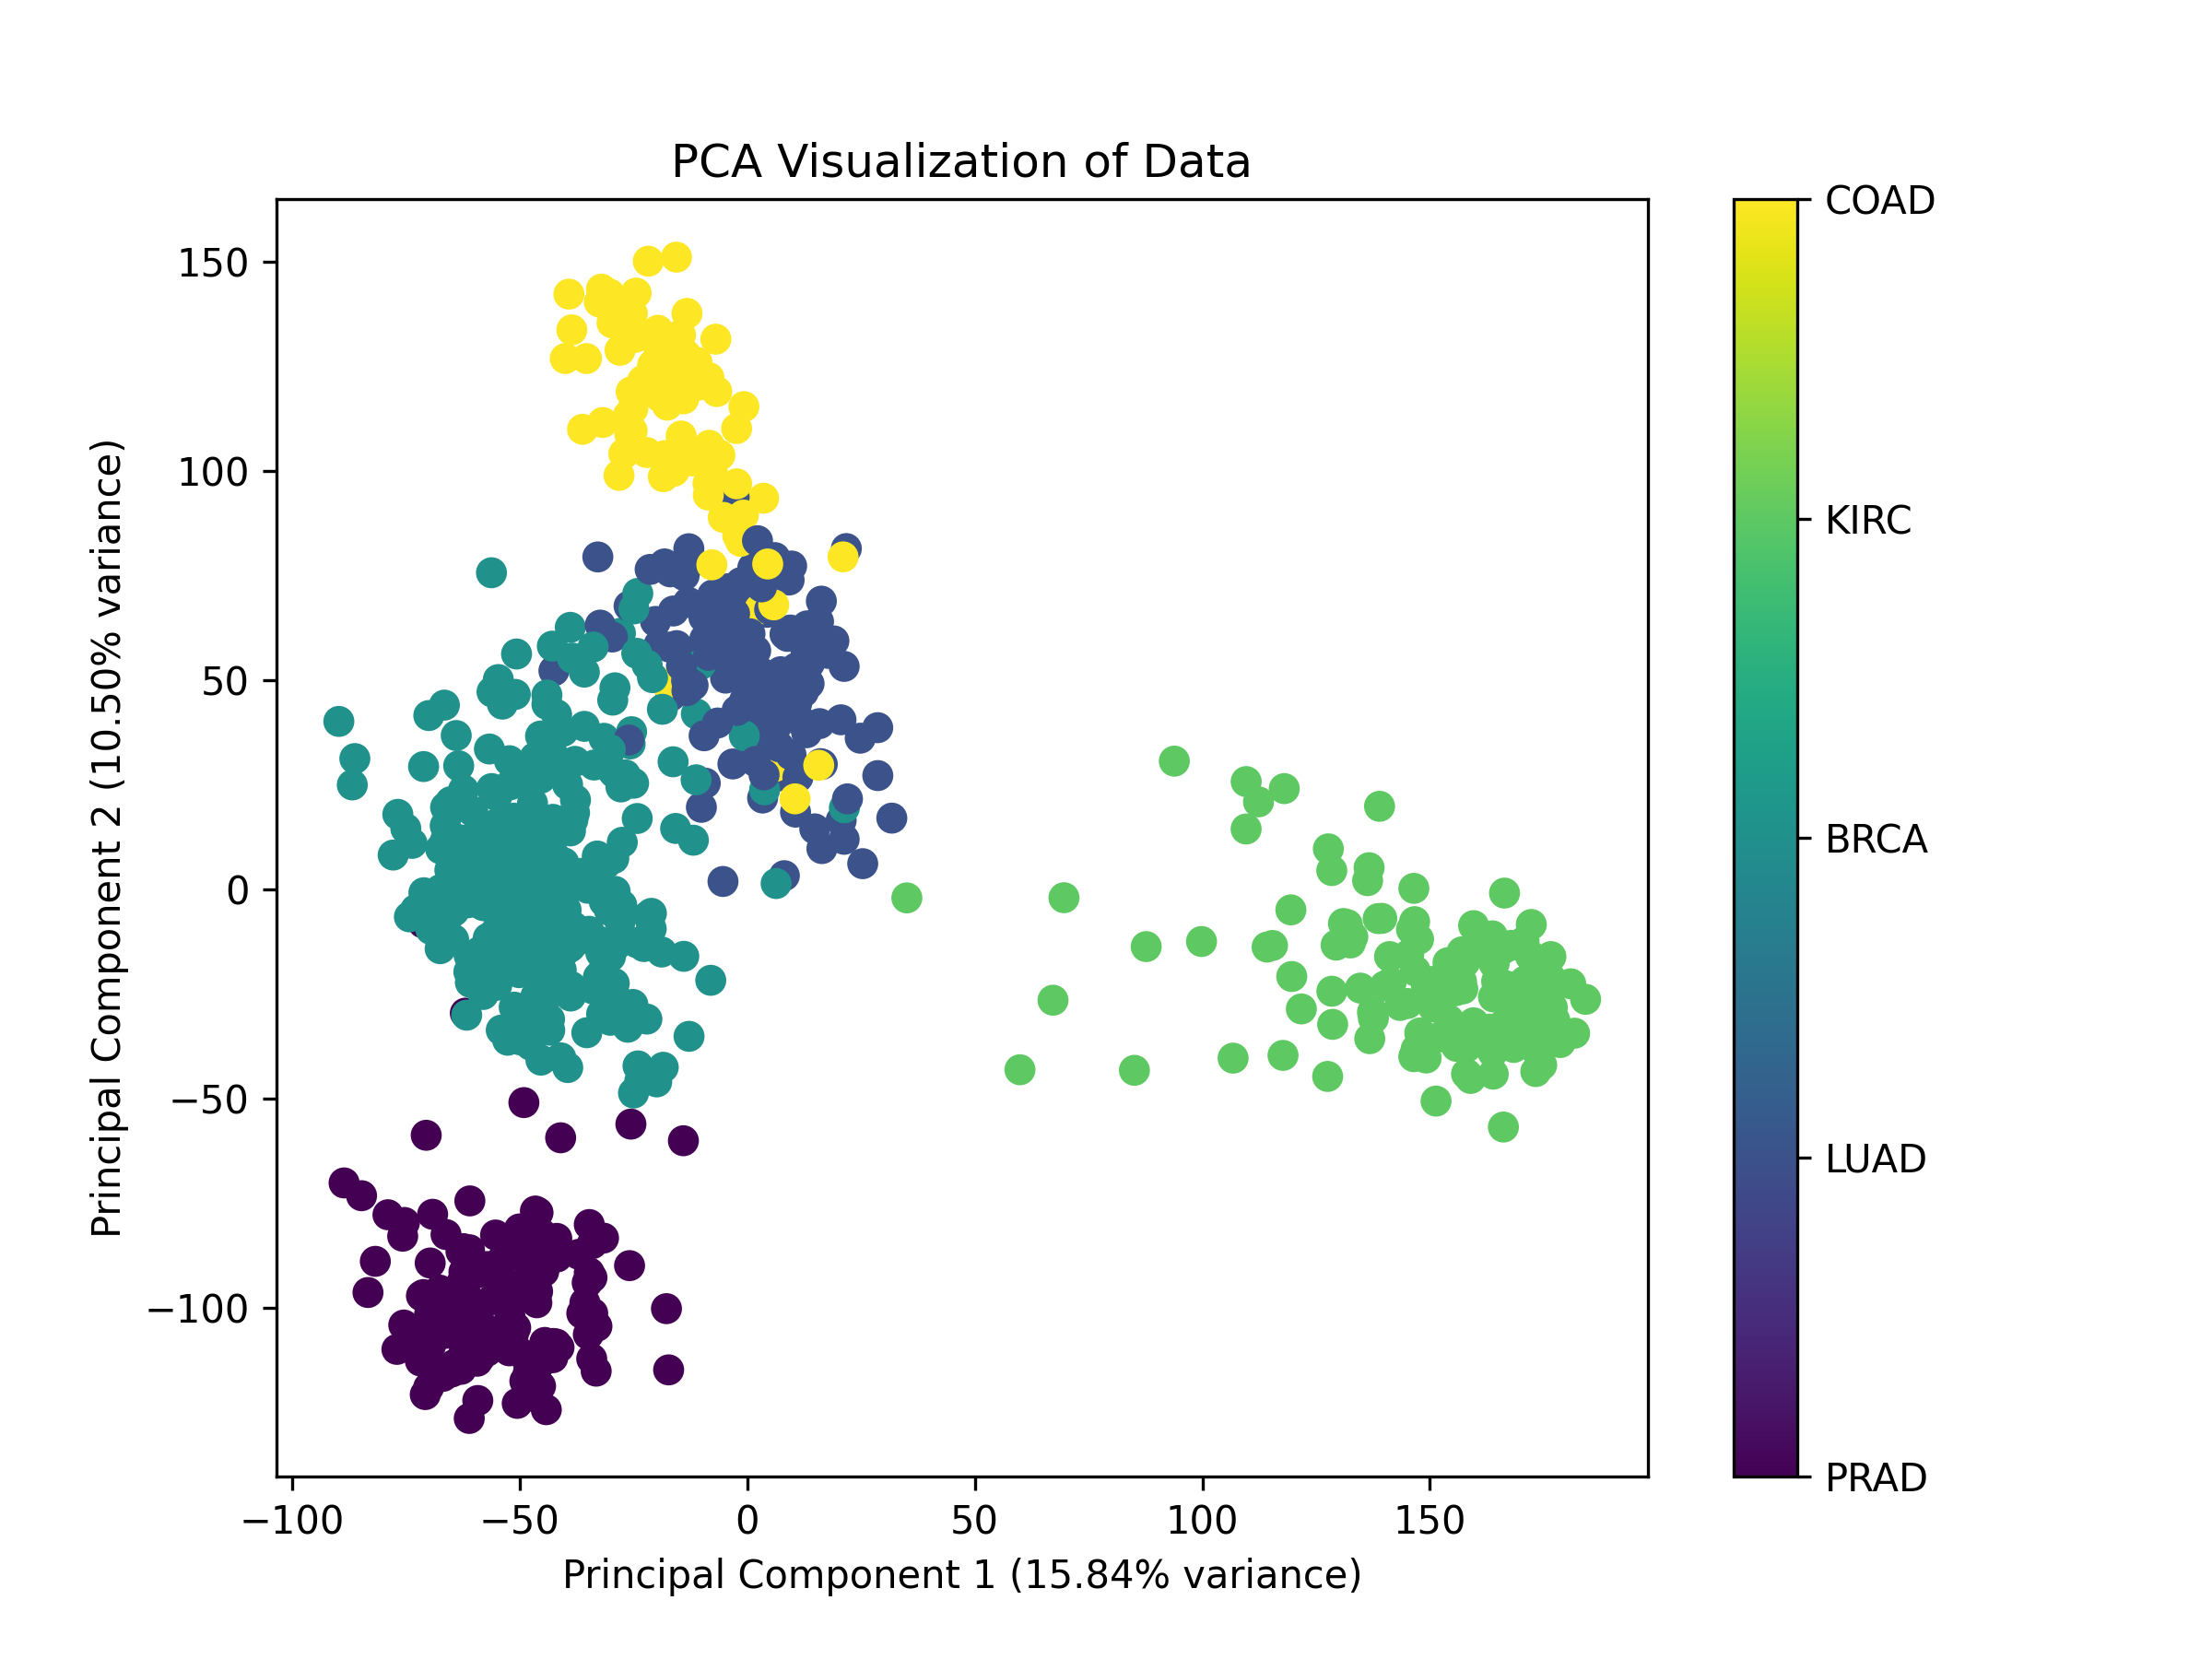 PCA Visualization of Data
Principal Component 2 (10.50% variance)
150
100
50
0
−50
−100
−100
−50
0
50
100
150
Principal Component 1 (15.84% variance)
COAD
KIRC
BRCA
LUAD
PRAD